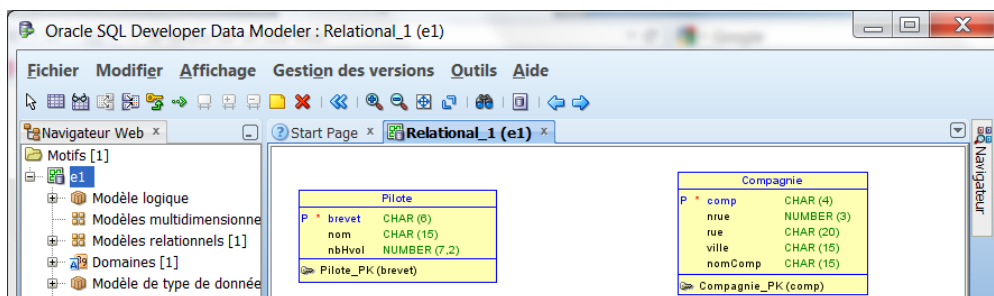 Oracle SQL Developer Data Modeler : Relational_1 (e1)
Fichier Modifier Affichage Gestion des versions Outils Aide
Navigateur Web x
Start Page x Relational_1 (e1) x
Navigateur
Motifs [1]
e1
Modèle logique
Modèles multidimensionne
Modèles relationnels [1]
Domaines [1]
Modèle de type de donnée
Pilote
P * brevet CHAR (6)
nom CHAR (15)
nbHvol NUMBER (7,2)
Pilote_PK (brevet)
Compagnie
P * comp CHAR (4)
nrue NUMBER (3)
rue CHAR (20)
ville CHAR (15)
nomComp CHAR (15)
Compagnie_PK (comp)